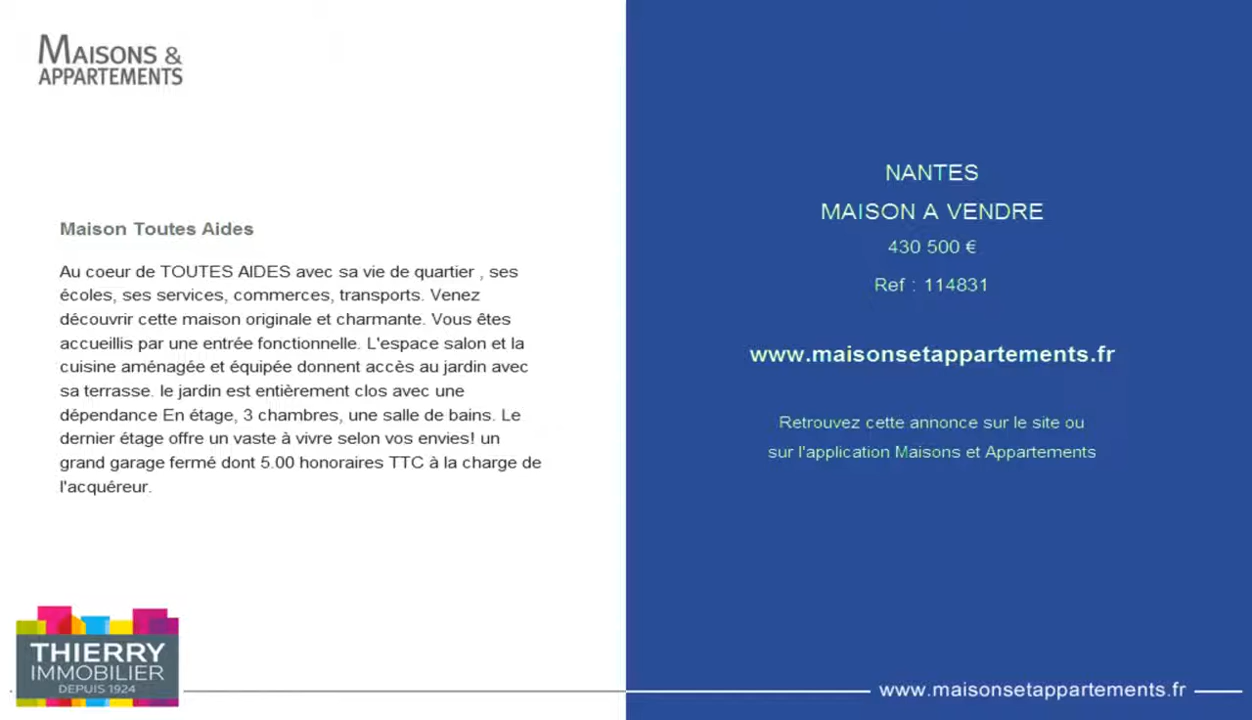 MAISONS &
APPARTEMENTS
Maison Toutes Aides
Au coeur de TOUTES AIDES avec sa vie de quartier , ses
écoles, ses services, commerces, transports. Venez
découvrir cette maison originale et charmante. Vous êtes
accueillis par une entrée fonctionnelle. L'espace salon et la
cuisine aménagée et équipée donnent accès au jardin avec
sa terrasse. le jardin est entièrement clos avec une
dépendance En étage, 3 chambres, une salle de bains. Le
dernier étage offre un vaste à vivre selon vos envies! un
grand garage fermé dont 5.00 honoraires TTC à la charge de
l'acquéreur.
THIERRY
IMMOBILIER
DEPUIS 1924
NANTES
MAISON A VENDRE
430 500 €
Ref : 114831
www.maisonsetappartements.fr
Retrouvez cette annonce sur le site ou
sur l'application Maisons et Appartements
www.maisonsetappartements.fr